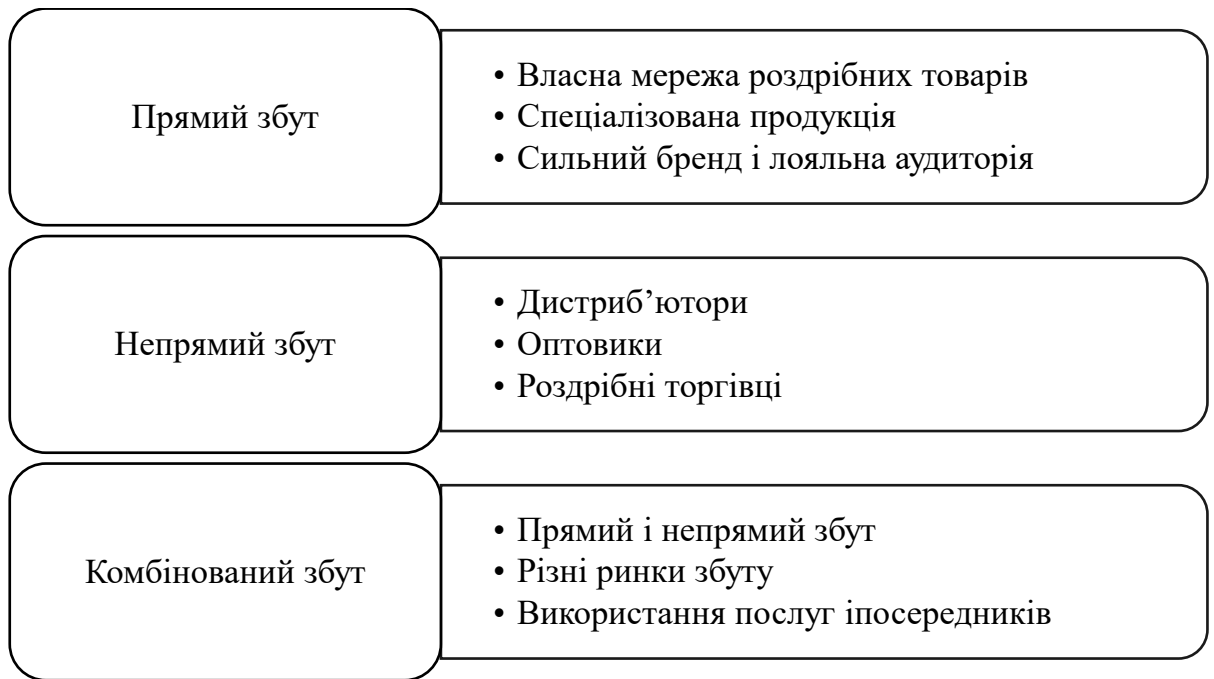 Прямий збут
• Власна мережа роздрібних товарів
• Спеціалізована продукція
• Сильний бренд і лояльна аудиторія
Непрямий збут
• Дистриб’ютори
• Оптовики
• Роздрібні торгівці
Комбінований збут
• Прямий і непрямий збут
• Різні ринки збуту
• Використання послуг іпосередників